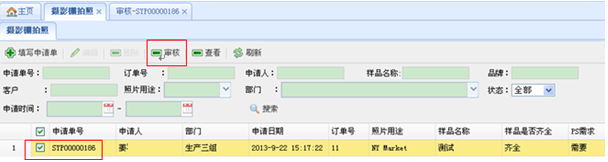 主页 摄影棚拍照 审核-SYP00000186
摄影棚拍照
填写申请单 编辑 删除 审核 查看 刷新
申请单号: 订单号 : 申请人: 样品名称: 品牌:
客户 : 照片用途: 部门 : 状态: 全部
申请时间: - 搜索
申请单号 申请人 部门 申请日期 订单号 照片用途 样品名称 样品是否齐全 PS需求
1 SYP00000186 姜 生产三组 2013-9-22 15:17:22 11 NY Market 测试 齐全 需要